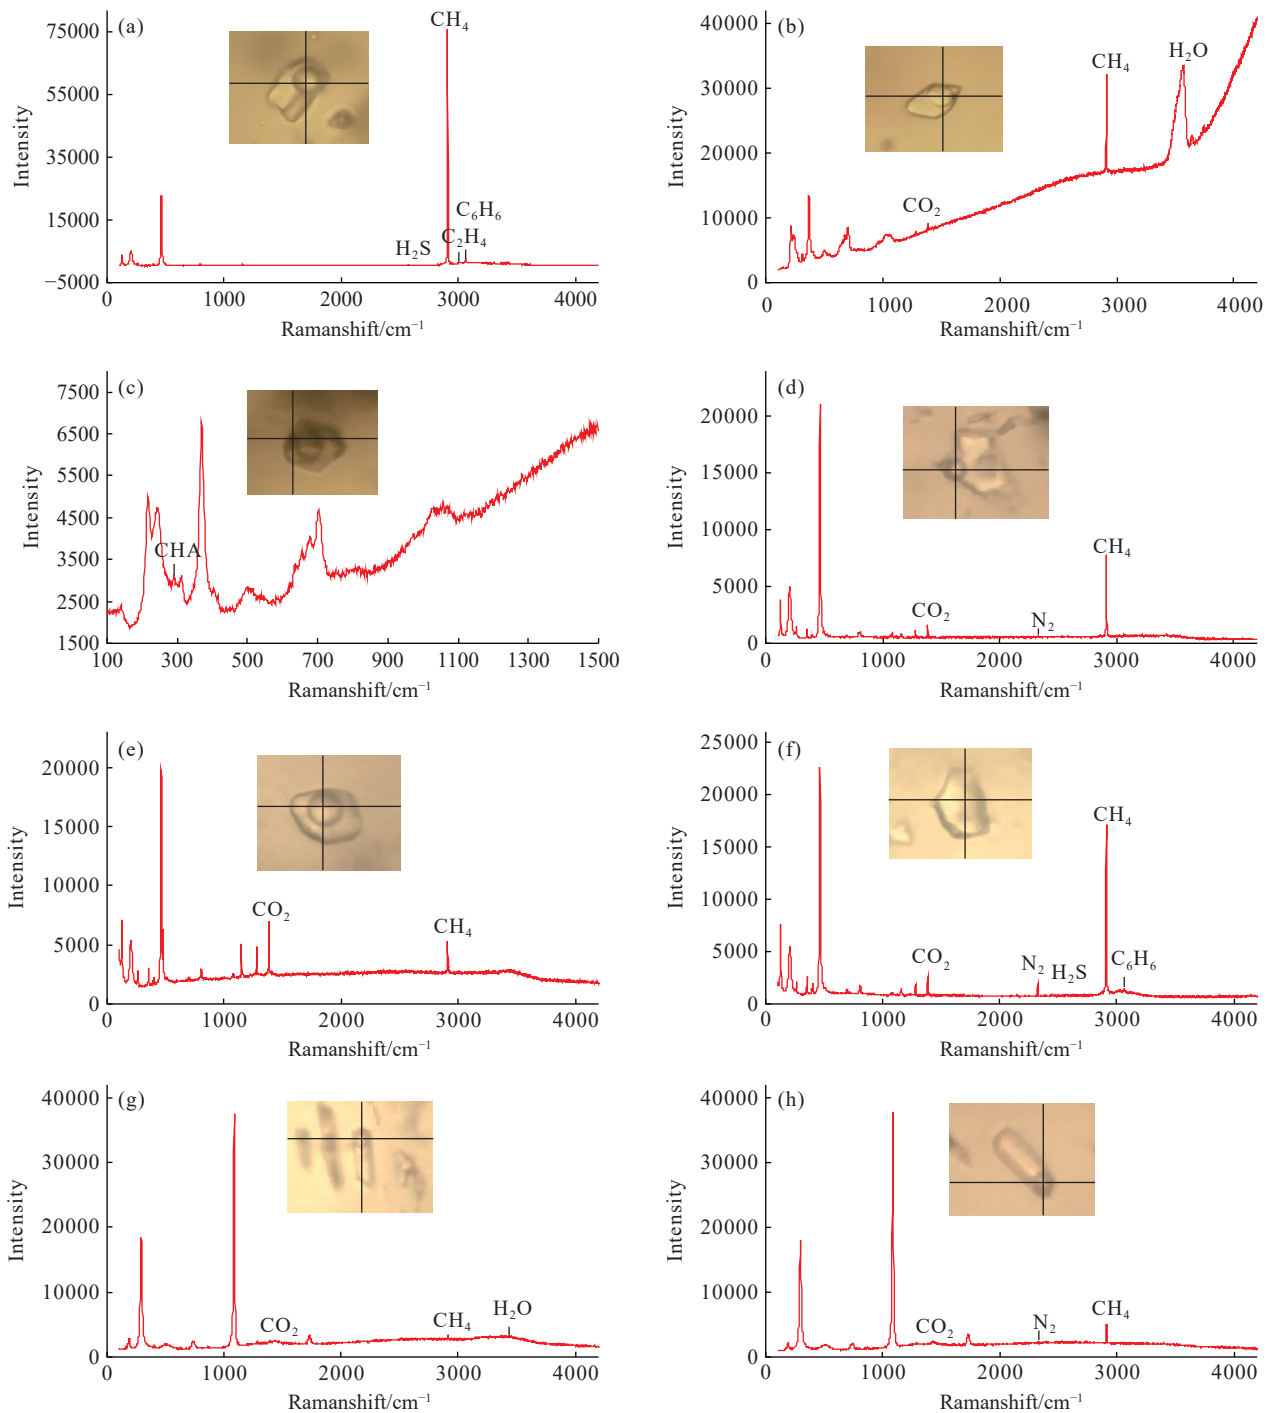 (a)
CH4
C6H6
C2H4
H2S
75000
55000
35000
15000
−5000
Intensity
0 1000 2000 3000 4000
Ramanshift/cm−1
(b)
CH4
H2O
CO2
40000
30000
20000
10000
0
Intensity
0 1000 2000 3000 4000
Ramanshift/cm−1
(c)
CHA
7500
6500
5500
4500
3500
2500
1500
Intensity
100 300 500 700 900 1100 1300 1500
Ramanshift/cm−1
(d)
CH4
CO2
N2
20000
15000
10000
5000
0
Intensity
0 1000 2000 3000 4000
Ramanshift/cm−1
(e)
CO2
CH4
20000
15000
10000
5000
0
Intensity
0 1000 2000 3000 4000
Ramanshift/cm−1
(f)
CH4
CO2
N2
H2S
C6H6
25000
20000
15000
10000
5000
0
Intensity
0 1000 2000 3000 4000
Ramanshift/cm−1
(g)
CO2
CH4
H2O
40000
30000
20000
10000
0
Intensity
0 1000 2000 3000 4000
Ramanshift/cm−1
(h)
CO2
N2
CH4
40000
30000
20000
10000
0
Intensity
0 1000 2000 3000 4000
Ramanshift/cm−1